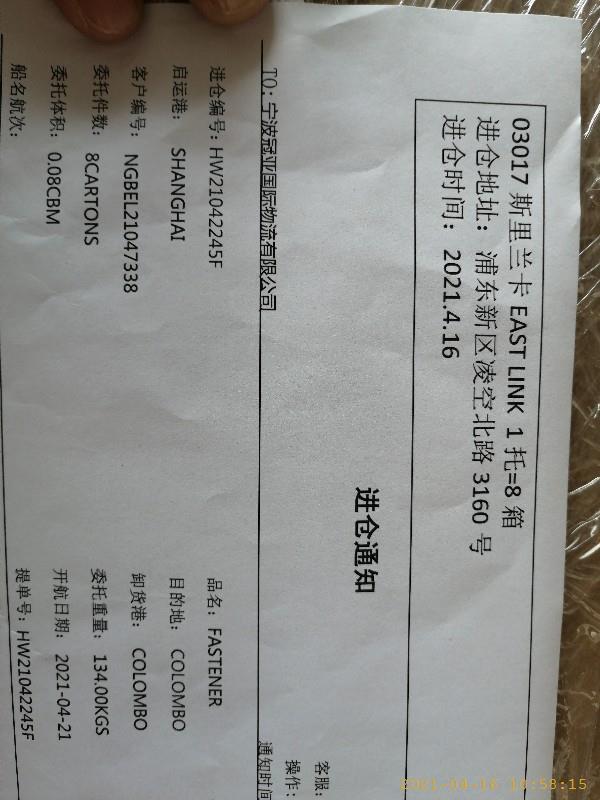 03017 斯里兰卡 EAST LINK 1 托=8 箱
进仓地址: 浦东新区凌空北路 3160 号
进仓时间: 2021.4.16
进仓通知
客服:
操作:
TO: 宁波冠亚国际物流有限公司 通知时间
进仓编号: HW21042245F 品名: FASTENER
启运港: SHANGHAI 目的地: COLOMBO
客户编号: NGBEL21047338 卸货港: COLOMBO
委托件数: 8CARTONS 委托重量: 134.00KGS
委托体积: 0.08CBM 开航日期: 2021-04-21
船名航次: 提单号: HW21042245F
2021-04-16 10:58:15